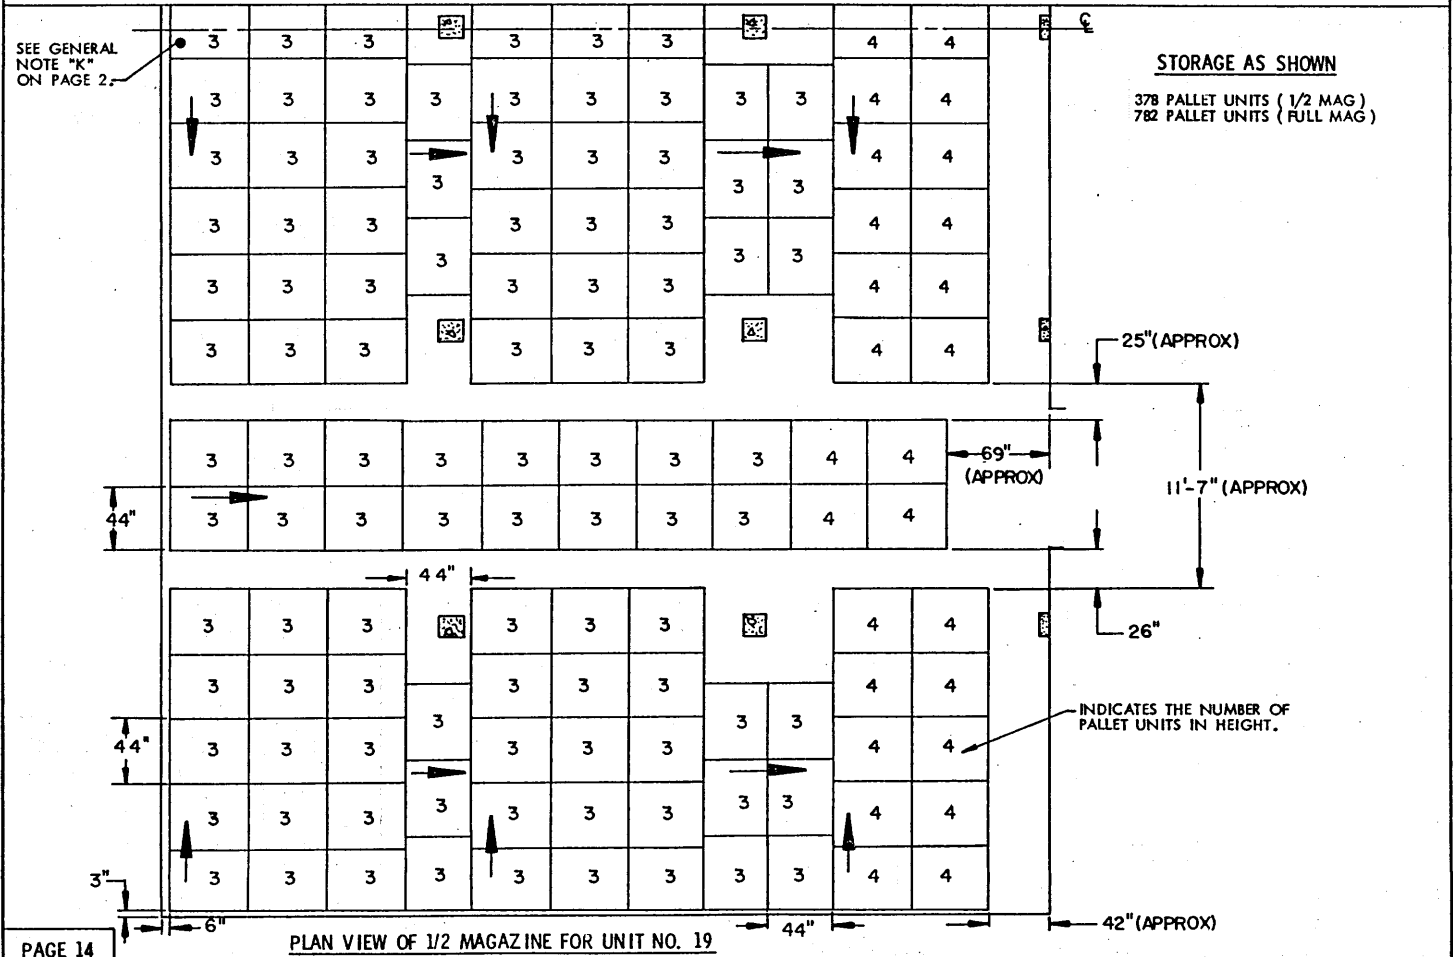 ℄
SEE GENERAL
NOTE "K"
ON PAGE 2.
STORAGE AS SHOWN
378 PALLET UNITS ( 1/2 MAG )
782 PALLET UNITS ( FULL MAG )
3 3 3 3 3 3 4 4
3 3 3 3 3 3 3 3 3 4 4
3 3 3 3 3 3 4 4
3 3 3
3 3 3 3 3 3 4 4
3 3 3
3 3 3 3 3 3 4 4
3 3 3 3 3 3 4 4
25" (APPROX)
3 3 3 3 3 3 3 3 4 4
69"
(APPROX)
11'-7" (APPROX)
44"
3 3 3 3 3 3 3 3 4 4
44"
3 3 3 3 3 3 4 4
26"
3 3 3 3 3 3 4 4
INDICATES THE NUMBER OF
PALLET UNITS IN HEIGHT.
3 3 3
44"
3 3 3 3 3 3 4 4
3 3 3
3 3 3 3 3 3 4 4
3"
3 3 3 3 3 3 3 3 3 4 4
6"
44"
42" (APPROX)
PLAN VIEW OF 1/2 MAGAZINE FOR UNIT NO. 19
PAGE 14